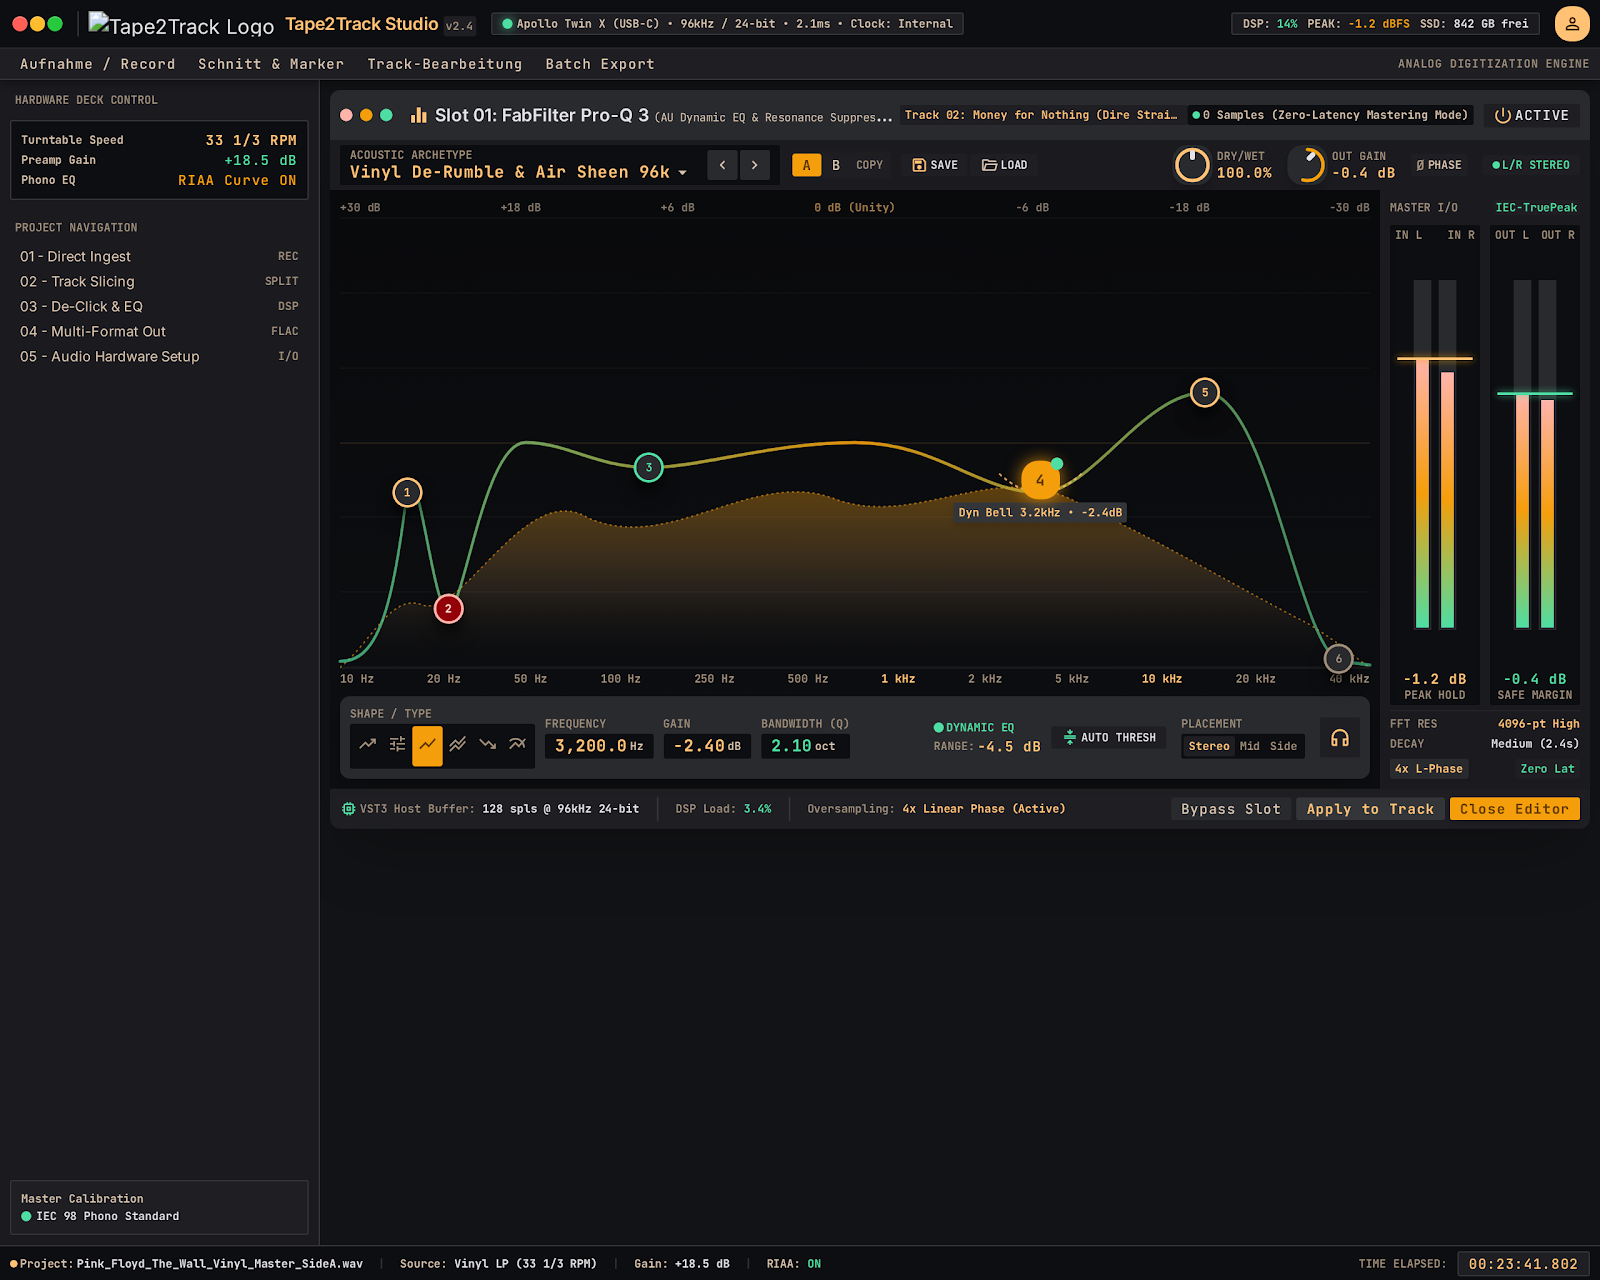 Tape2Track Logo Tape2Track Studio v2.4 Apollo Twin X (USB-C) • 96kHz / 24-bit • 2.1ms • Clock: Internal DSP: 14% PEAK: -1.2 dBFS SSD: 842 GB frei
Aufnahme / Record Schnitt & Marker Track-Bearbeitung Batch Export ANALOG DIGITIZATION ENGINE
HARDWARE DECK CONTROL
Turntable Speed 33 1/3 RPM
Preamp Gain +18.5 dB
Phono EQ RIAA Curve ON
PROJECT NAVIGATION
01 - Direct Ingest REC
02 - Track Slicing SPLIT
03 - De-Click & EQ DSP
04 - Multi-Format Out FLAC
05 - Audio Hardware Setup I/O
Master Calibration
IEC 98 Phono Standard
Slot 01: FabFilter Pro-Q 3 (AU Dynamic EQ & Resonance Suppres... Track 02: Money for Nothing (Dire Strai... 0 Samples (Zero-Latency Mastering Mode) ACTIVE
ACOUSTIC ARCHETYPE
Vinyl De-Rumble & Air Sheen 96k
A B COPY SAVE LOAD
DRY/WET
100.0%
OUT GAIN
-0.4 dB
Ø PHASE L/R STEREO
+30 dB +18 dB +6 dB 0 dB (Unity) -6 dB -18 dB -30 dB
1
2
3
4
5
6
Dyn Bell 3.2kHz • -2.4dB
10 Hz 20 Hz 50 Hz 100 Hz 250 Hz 500 Hz 1 kHz 2 kHz 5 kHz 10 kHz 20 kHz 40 kHz
MASTER I/O IEC-TruePeak
IN L IN R OUT L OUT R
-1.2 dB
PEAK HOLD
-0.4 dB
SAFE MARGIN
FFT RES 4096-pt High
DECAY Medium (2.4s)
4x L-Phase Zero Lat
SHAPE / TYPE
FREQUENCY
3,200.0 Hz
GAIN
-2.40 dB
BANDWIDTH (Q)
2.10 oct
DYNAMIC EQ
RANGE: -4.5 dB
AUTO THRESH
PLACEMENT
Stereo Mid Side
VST3 Host Buffer: 128 spls @ 96kHz 24-bit DSP Load: 3.4% Oversampling: 4x Linear Phase (Active) Bypass Slot Apply to Track Close Editor
Project: Pink_Floyd_The_Wall_Vinyl_Master_SideA.wav Source: Vinyl LP (33 1/3 RPM) Gain: +18.5 dB RIAA: ON TIME ELAPSED: 00:23:41.802